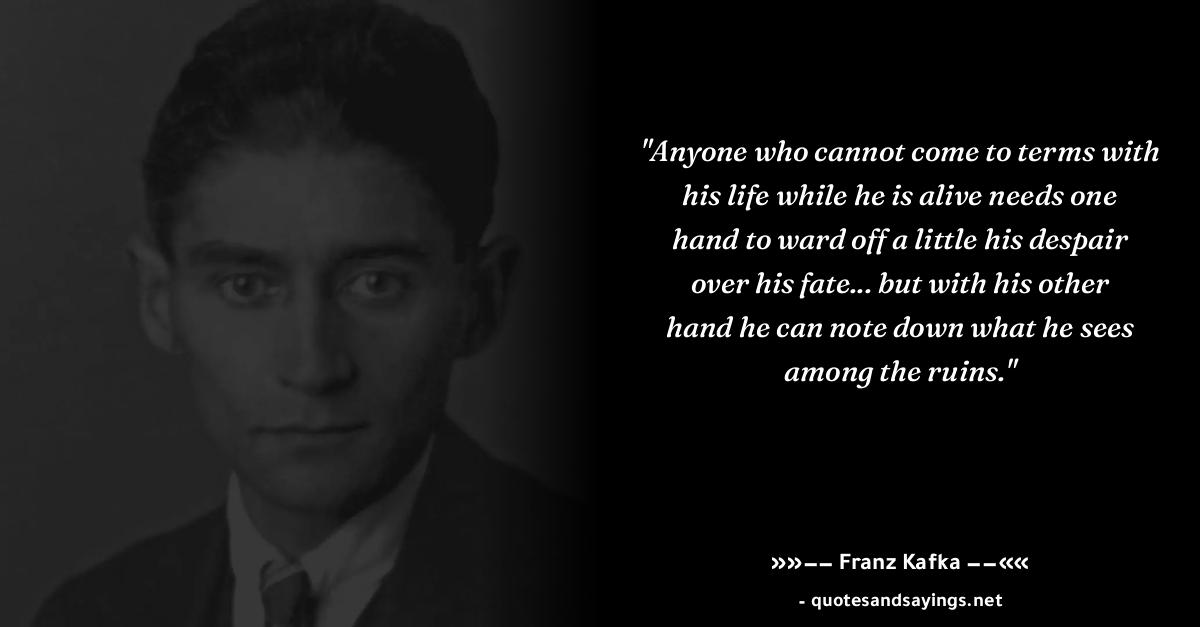 "Anyone who cannot come to terms with
his life while he is alive needs one
hand to ward off a little his despair
over his fate... but with his other
hand he can note down what he sees
among the ruins."
»»−− Franz Kafka −−««
- quotesandsayings.net